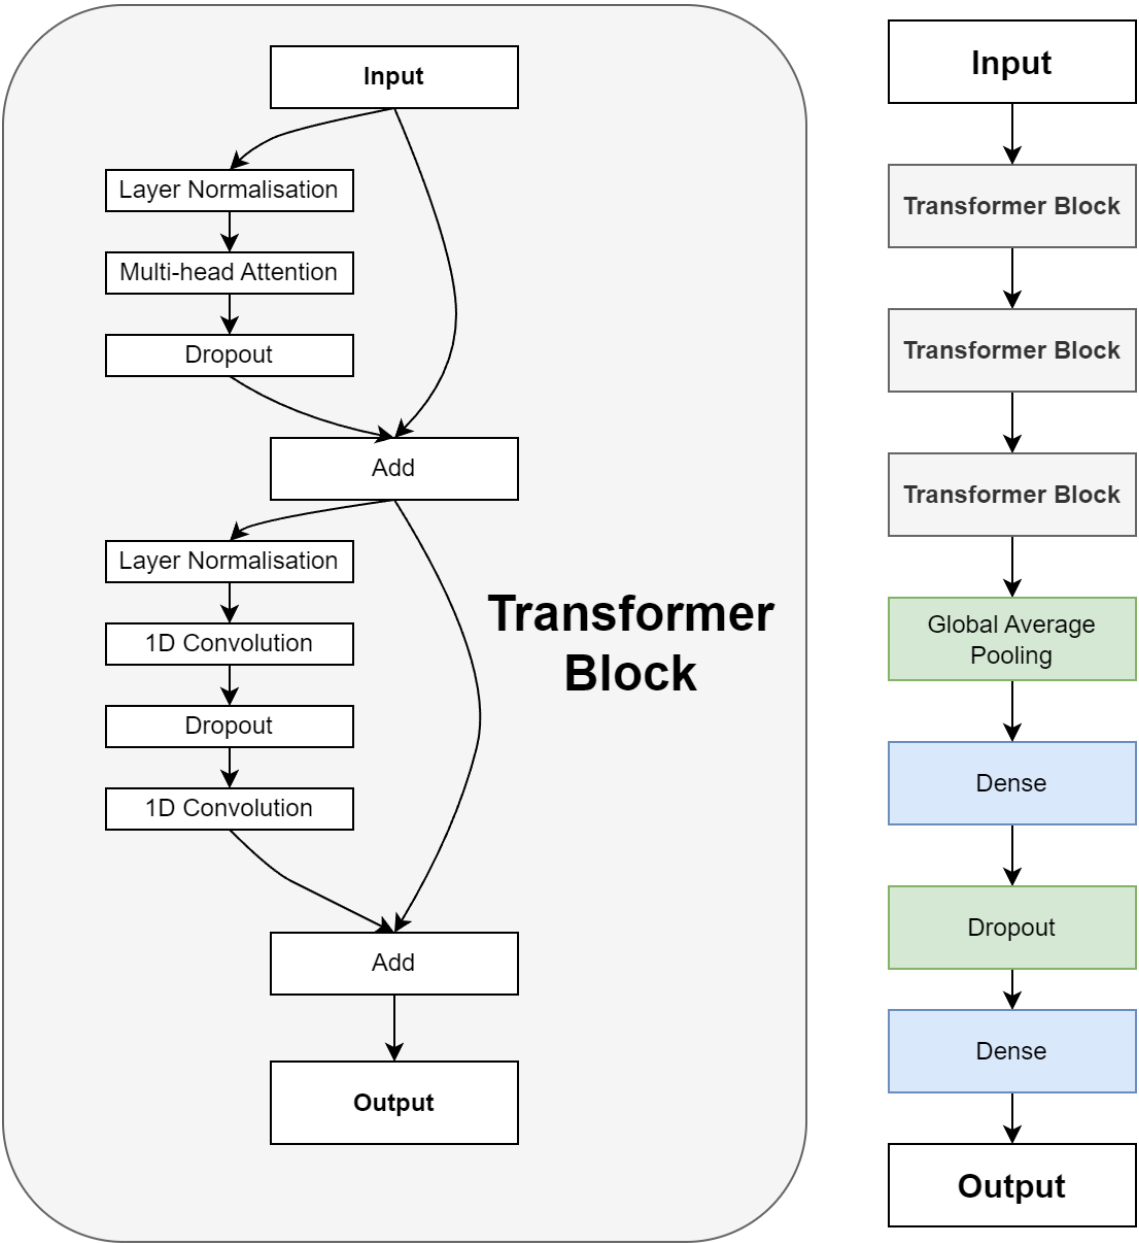 Input
Layer Normalisation
Multi-head Attention
Dropout
Add
Layer Normalisation
1D Convolution
Dropout
1D Convolution
Add
Output
Transformer
Block
Input
Transformer Block
Transformer Block
Transformer Block
Global Average
Pooling
Dense
Dropout
Dense
Output